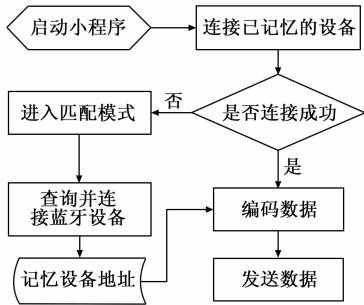 启动小程序
连接已记忆的设备
是否连接成功
否
进入匹配模式
是
查询并连
接蓝牙设备
编码数据
记忆设备地址
发送数据